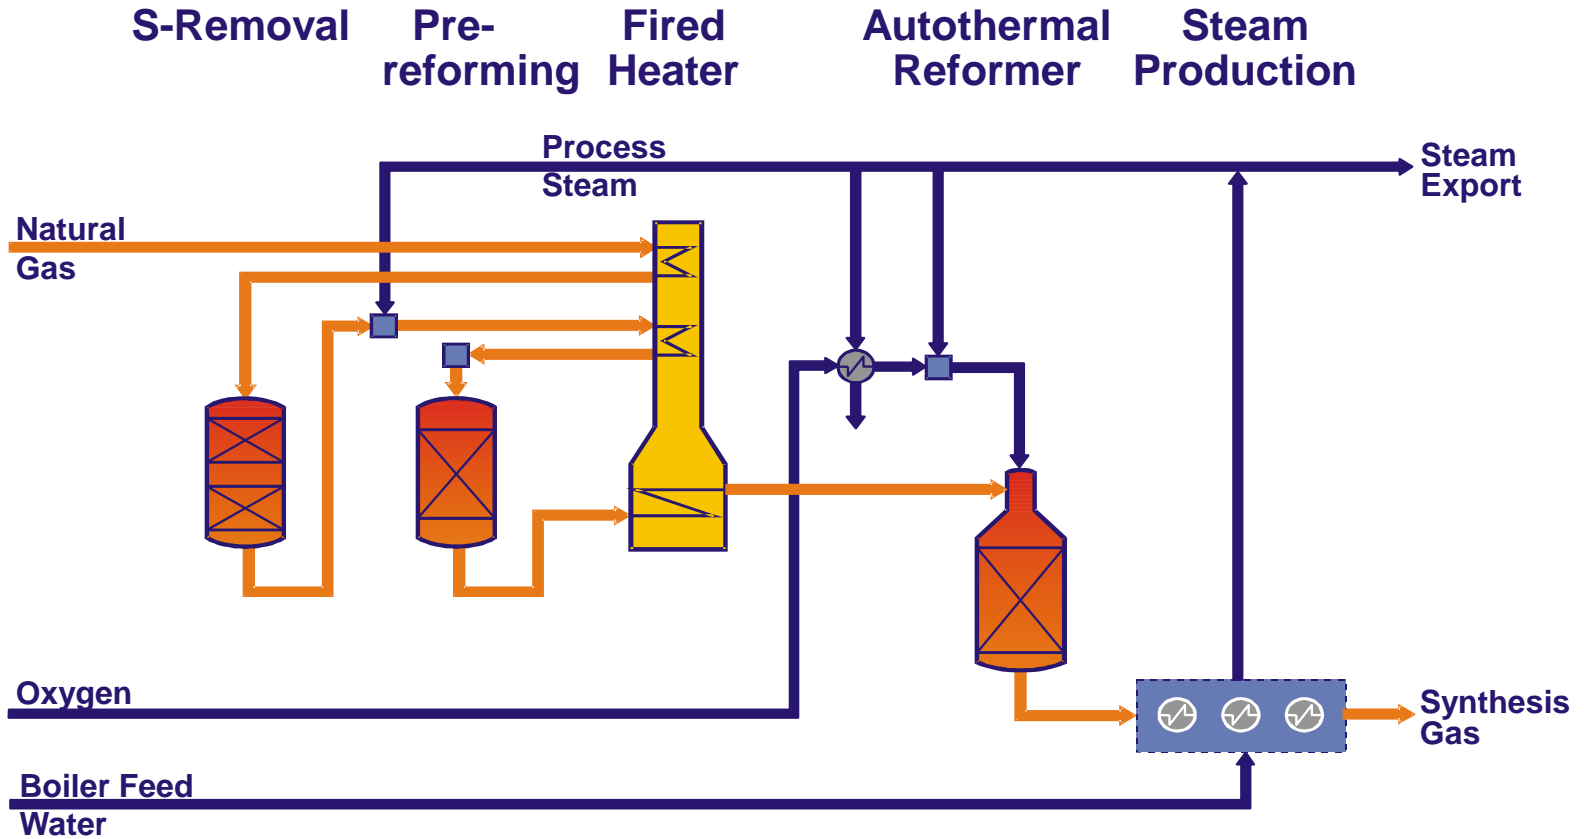 S-Removal
Pre-
reforming
Fired
Heater
Autothermal
Reformer
Steam
Production
Process
Steam
Steam
Export
Natural
Gas
Oxygen
Synthesis
Gas
Boiler Feed
Water